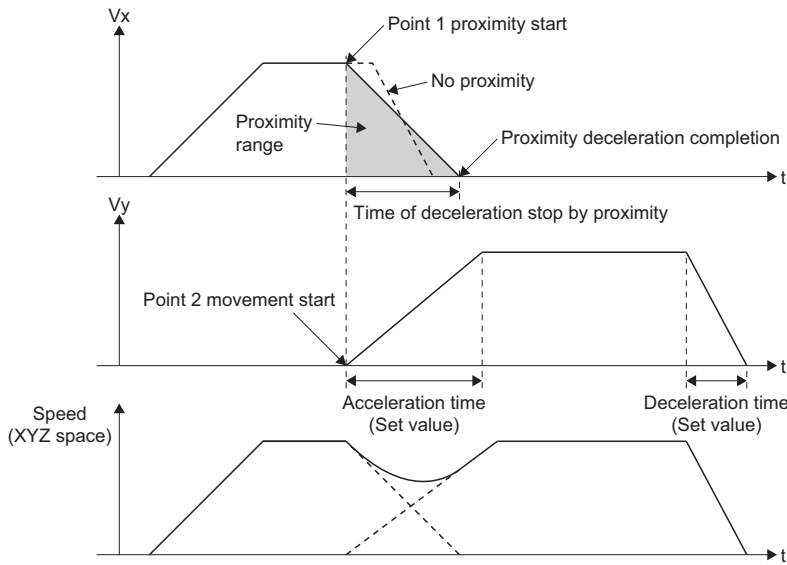 Vx
Point 1 proximity start
No proximity
Proximity
range
Proximity deceleration completion
t
Time of deceleration stop by proximity
Vy
Point 2 movement start
t
Acceleration time
(Set value)
Deceleration time
(Set value)
Speed
(XYZ space)
t